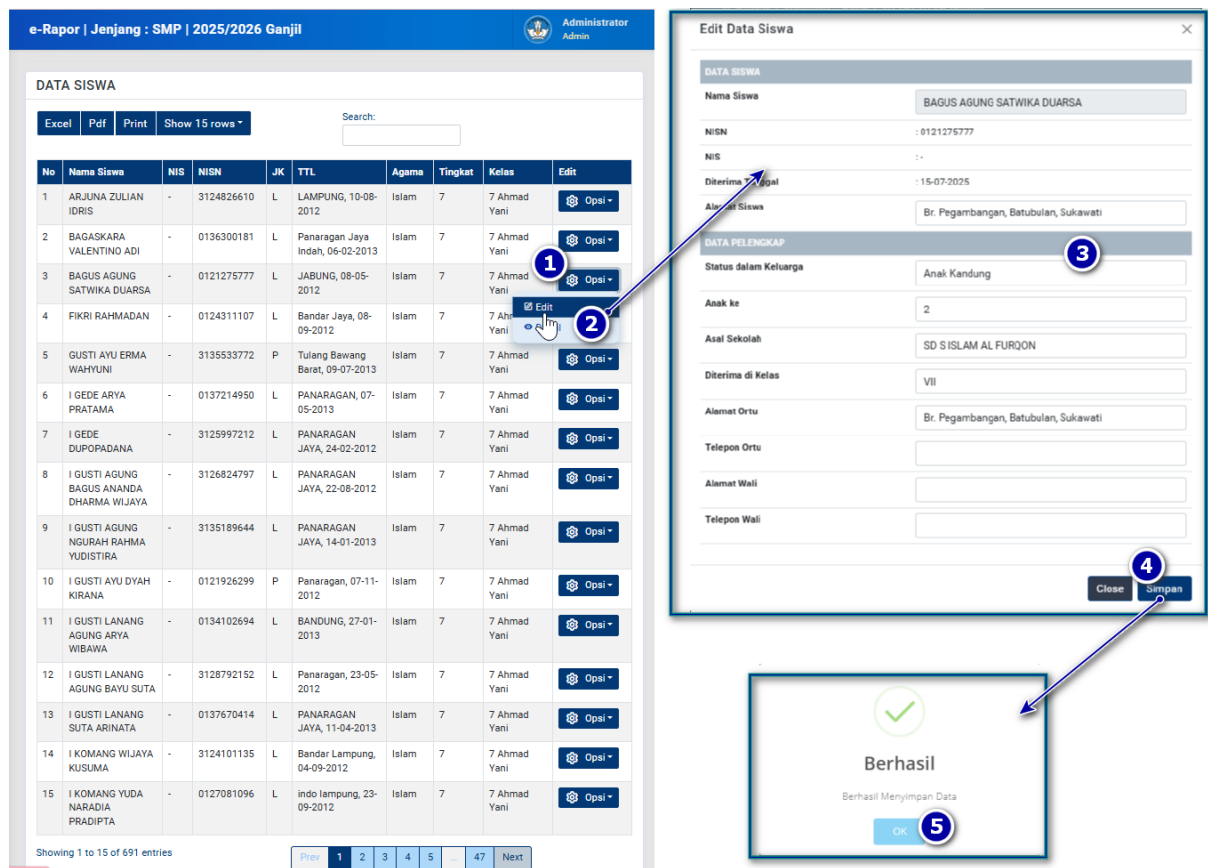 e-Rapor | Jenjang : SMP | 2025/2026 Ganjil
Administrator
Admin
DATA SISWA
Excel Pdf Print Show 15 rows
Search:
No Nama Siswa NIS NISN JK TTL Agama Tingkat Kelas Edit
1 ARJUNA ZULIAN - 3124826610 L LAMPUNG, 10-08- Islam 7 7 Ahmad Opsi
IDRIS 2012 Yani
2 BAGASKARA - 0136300181 L Panaragan Jaya Islam 7 7 Ahmad Opsi
VALENTINO ADI Indah, 06-02-2013 Yani
1
3 BAGUS AGUNG - 0121275777 L JABUNG, 08-05- Islam 7 7 Ahmad Opsi
SATWIKA DUARSA 2012 Yani
Edit
2
4 FIKRI RAHMADAN - 0124311107 L Bandar Jaya, 08- Islam 7
09-2012 Yani
5 GUSTI AYU ERMA - 3135533772 P Tulang Bawang Islam 7 7 Ahmad Opsi
WAHYUNI Barat, 09-07-2013 Yani
6 I GEDE ARYA - 0137214950 L PANARAGAN, 07- Islam 7 7 Ahmad Opsi
PRATAMA 05-2013 Yani
7 I GEDE - 3125997212 L PANARAGAN Islam 7 7 Ahmad Opsi
DUPOPADANA JAYA, 24-02-2012 Yani
8 I GUSTI AGUNG - 3126824797 L PANARAGAN Islam 7 7 Ahmad Opsi
BAGUS ANANDA JAYA, 22-08-2012 Yani
DHARMA WIJAYA
9 I GUSTI AGUNG - 3135189644 L PANARAGAN Islam 7 7 Ahmad Opsi
NGURAH RAHMA JAYA, 14-01-2013 Yani
YUDISTIRA
10 I GUSTI AYU DYAH - 0121926299 P Panaragan, 07-11- Islam 7 7 Ahmad Opsi
KIRANA 2012 Yani
11 I GUSTI LANANG - 0134102694 L BANDUNG, 27-01- Islam 7 7 Ahmad Opsi
AGUNG ARYA 2013 Yani
WIBAWA
12 I GUSTI LANANG - 3128792152 L Panaragan, 23-05- Islam 7 7 Ahmad Opsi
AGUNG BAYU SUTA 2012 Yani
13 I GUSTI LANANG - 0137670414 L PANARAGAN Islam 7 7 Ahmad Opsi
SUTA ARINATA JAYA, 11-04-2013 Yani
14 I KOMANG WIJAYA - 3124101135 L Bandar Lampung, Islam 7 7 Ahmad Opsi
KUSUMA 04-09-2012 Yani
15 I KOMANG YUDA - 0127081096 L indo lampung, 23- Islam 7 7 Ahmad Opsi
NARADIA 09-2012 Yani
PRADIPTA
Showing 1 to 15 of 691 entries
Prev 1 2 3 4 5 ... 47 Next
Edit Data Siswa ×
DATA SISWA
Nama Siswa BAGUS AGUNG SATWIKA DUARSA
NISN : 0121275777
NIS : -
Diterima Tanggal : 15-07-2025
Alamat Siswa Br. Pegambangan, Batubulan, Sukawati
DATA PELENGKAP
3
Status dalam Keluarga Anak Kandung
Anak ke 2
Asal Sekolah SD S ISLAM AL FURQON
Diterima di Kelas VII
Alamat Ortu Br. Pegambangan, Batubulan, Sukawati
Telepon Ortu
Alamat Wali
Telepon Wali
4
Close Simpan
Berhasil
Berhasil Menyimpan Data
OK 5